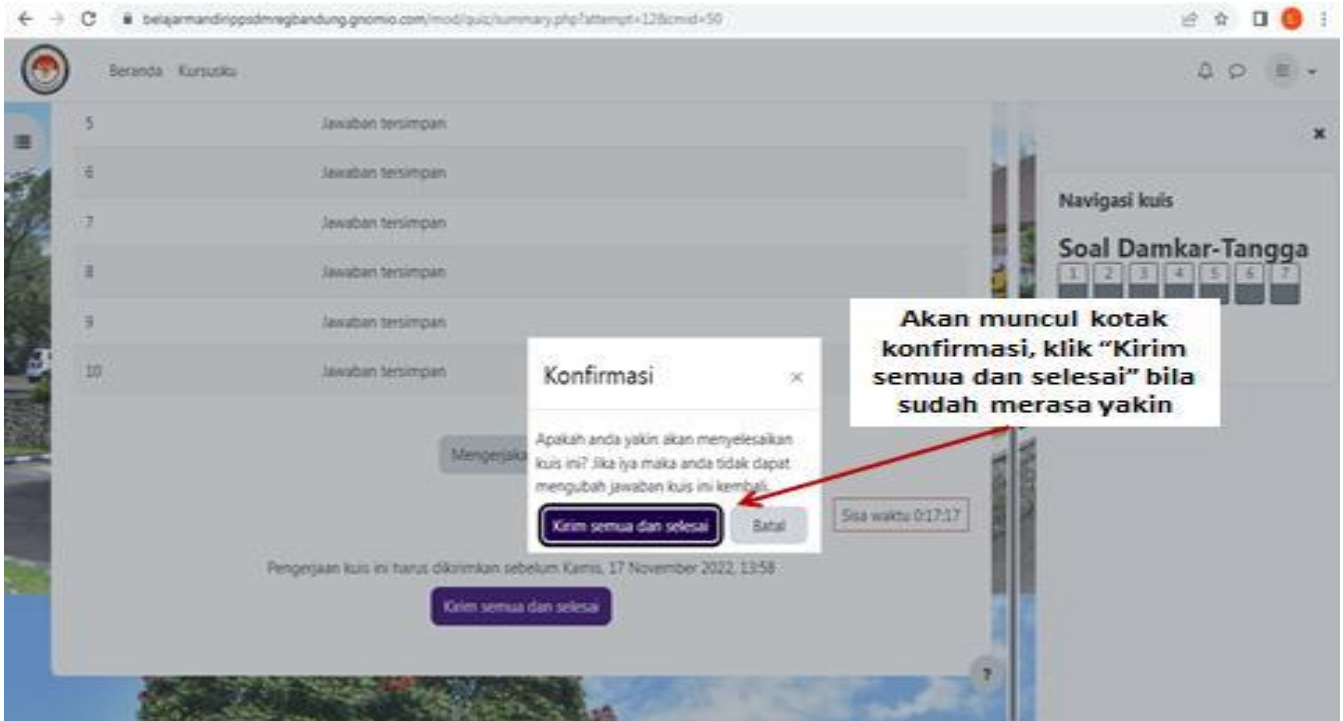 belajarmandirippsdmregbandung.gnomio.com/mod/quiz/summary.php?attempt=128cmid=50
Beranda Kursusku
5 Jawaban tersimpan
6 Jawaban tersimpan
7 Jawaban tersimpan
8 Jawaban tersimpan
9 Jawaban tersimpan
10 Jawaban tersimpan
Mengerjaka
Konfirmasi ×
Apakah anda yakin akan menyelesaikan
kuis ini? Jika iya maka anda tidak dapat
mengubah jawaban kuis ini kembali.
Kirim semua dan selesai Batal
Sisa waktu 0:17:17
Pengerjaan kuis ini harus dikirimkan sebelum Kamis, 17 November 2022, 13:58
Kirim semua dan selesai
?
Navigasi kuis
Soal Damkar-Tangga
1 2 3 4 5 6 7
Akan muncul kotak
konfirmasi, klik “Kirim
semua dan selesai” bila
sudah merasa yakin